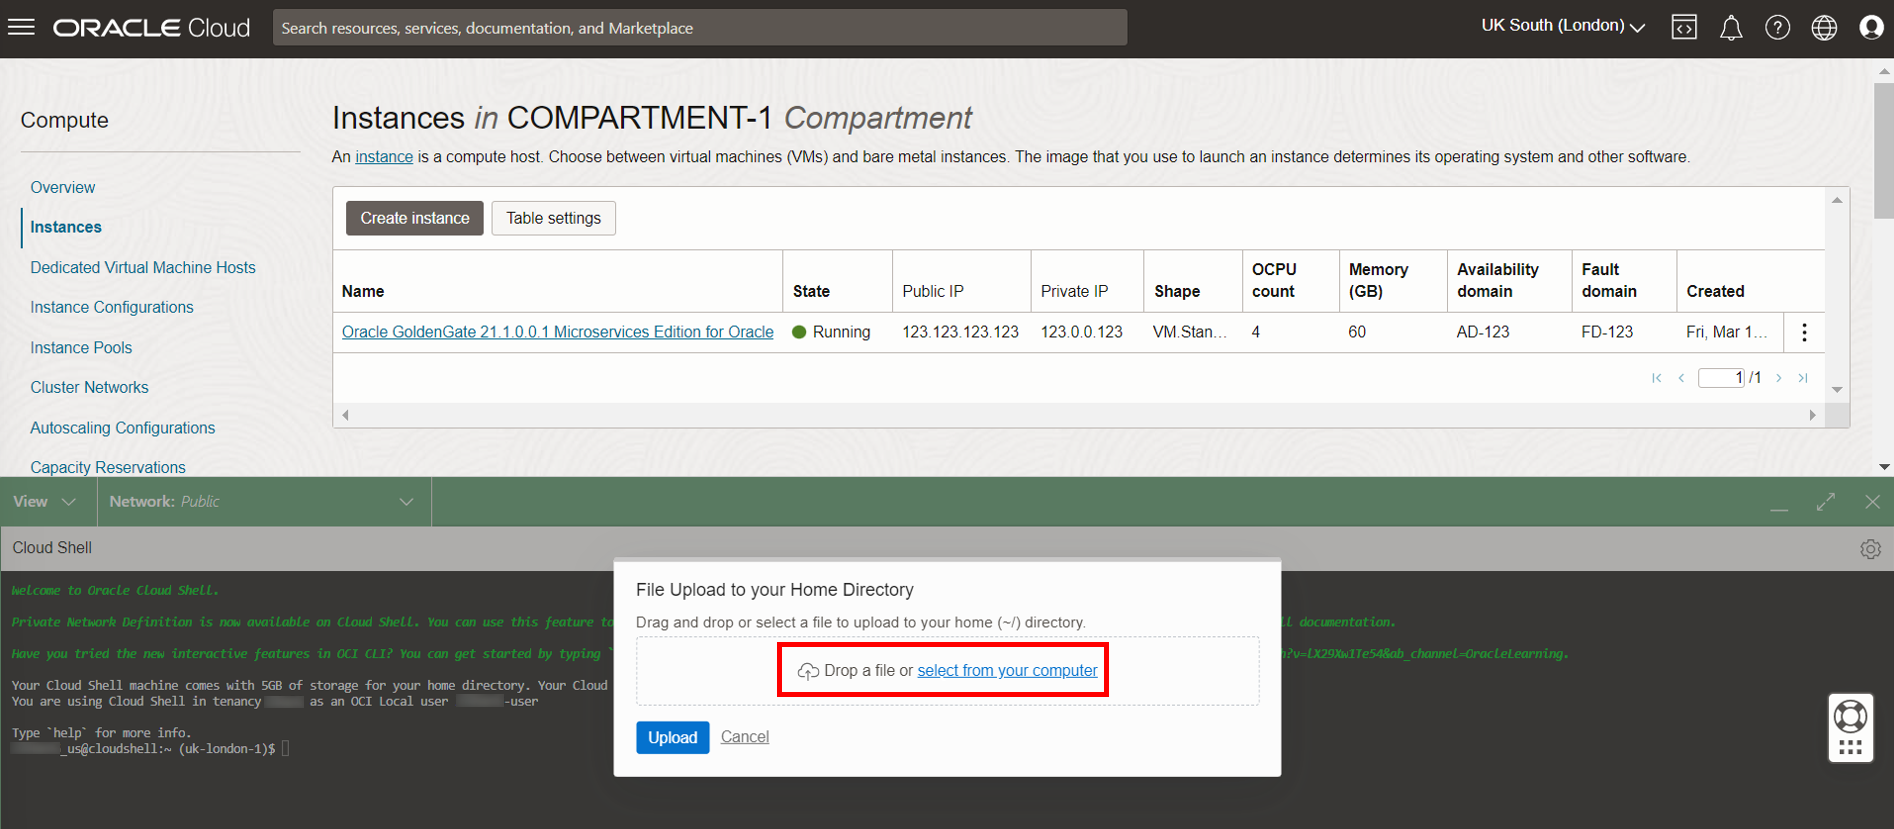 ORACLE Cloud
Search resources, services, documentation, and Marketplace
UK South (London)
Compute
Overview
Instances
Dedicated Virtual Machine Hosts
Instance Configurations
Instance Pools
Cluster Networks
Autoscaling Configurations
Capacity Reservations
Instances in COMPARTMENT-1 Compartment
An instance is a compute host. Choose between virtual machines (VMs) and bare metal instances. The image that you use to launch an instance determines its operating system and other software.
Create instance Table settings
Name State Public IP Private IP Shape OCPU count Memory (GB) Availability domain Fault domain Created
Oracle GoldenGate 21.1.0.0.1 Microservices Edition for Oracle Running 123.123.123.123 123.0.0.123 VM.Stan... 4 60 AD-123 FD-123 Fri, Mar 1...
1 /1
View Network: Public
Cloud Shell
Welcome to Oracle Cloud Shell.
Private Network Definition is now available on Cloud Shell. You can use this feature to ll documentation.
Have you tried the new interactive features in OCI CLI? You can get started by typing ` h?v=lX29Xw1Te54&ab_channel=OracleLearning.
Your Cloud Shell machine comes with 5GB of storage for your home directory. Your Cloud
You are using Cloud Shell in tenancy as an OCI Local user -user
Type `help` for more info.
_us@cloudshell:~ (uk-london-1)$
File Upload to your Home Directory
Drag and drop or select a file to upload to your home (~/) directory.
Drop a file or select from your computer
Upload Cancel